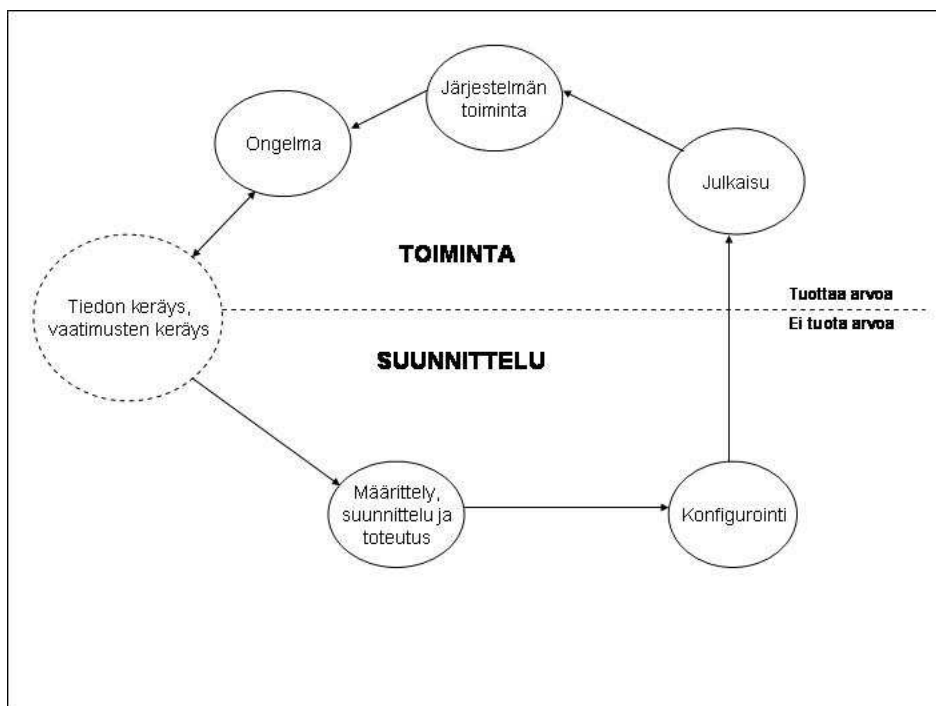 Järjestelmän
toiminta
Ongelma
Julkaisu
TOIMINTA
Tiedon keräys,
vaatimusten keräys
Tuottaa arvoa
Ei tuota arvoa
SUUNNITTELU
Määrittely,
suunnittelu ja
toteutus
Konfigurointi